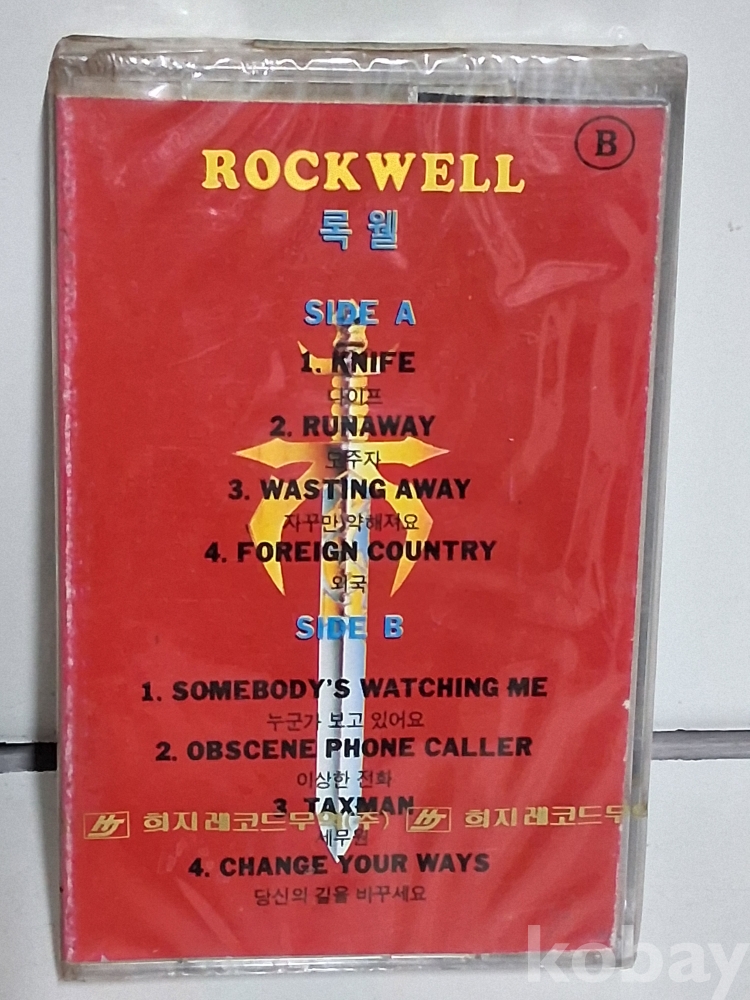 B
ROCKWELL
록 웰
SIDE A
1. KNIFE
나이프
2. RUNAWAY
도주자
3. WASTING AWAY
자꾸만 약해져요
4. FOREIGN COUNTRY
외국
SIDE B
1. SOMEBODY'S WATCHING ME
누군가 보고 있어요
2. OBSCENE PHONE CALLER
이상한 전화
3. TAXMAN
HJ 희지레코드무역(주) HJ 희지레코드무역
세무원
4. CHANGE YOUR WAYS
당신의 길을 바꾸세요
kobay